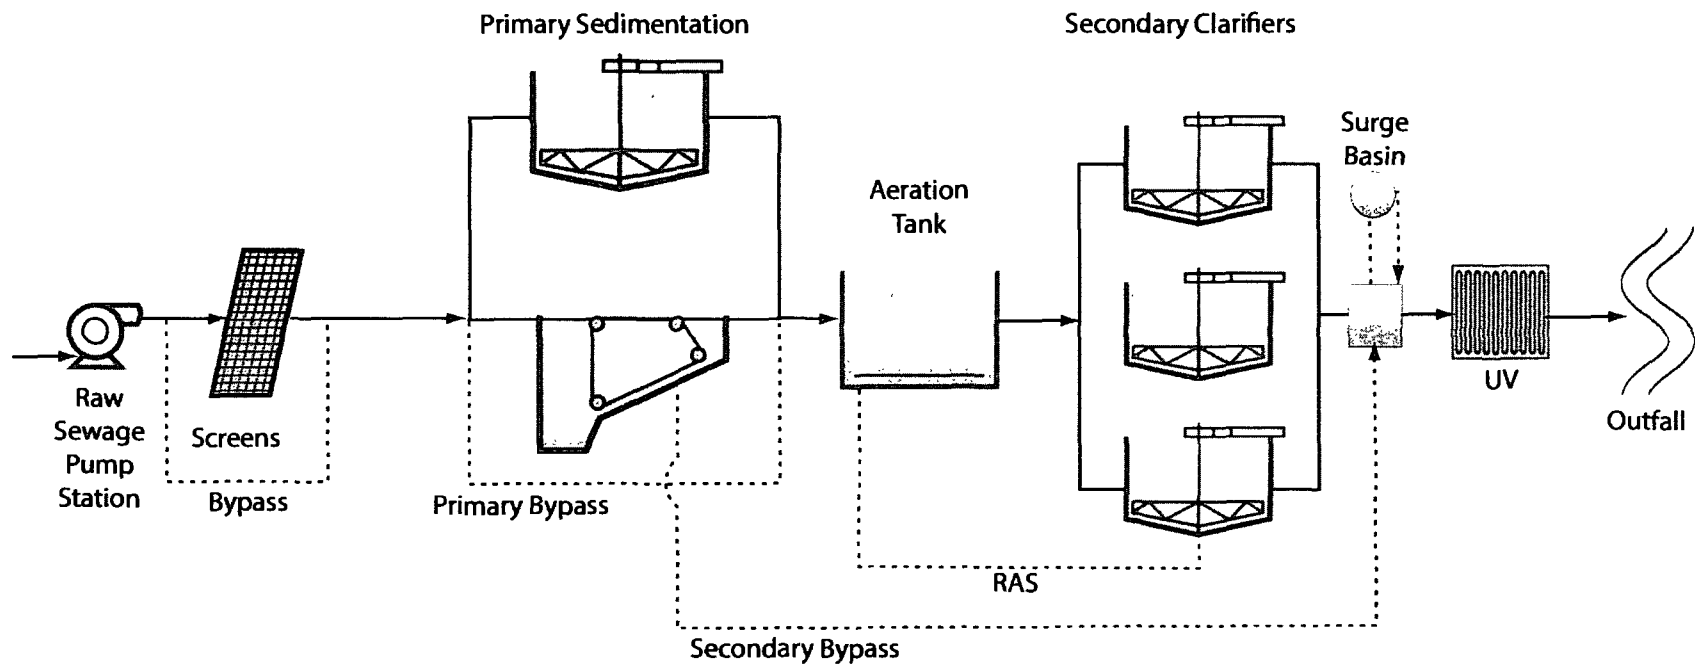 Primary Sedimentation
Secondary Clarifiers
Surge
Basin
Aeration
Tank
Raw
Sewage
Pump
Station
Screens
Bypass
Primary Bypass
UV
Outfall
RAS
Secondary Bypass